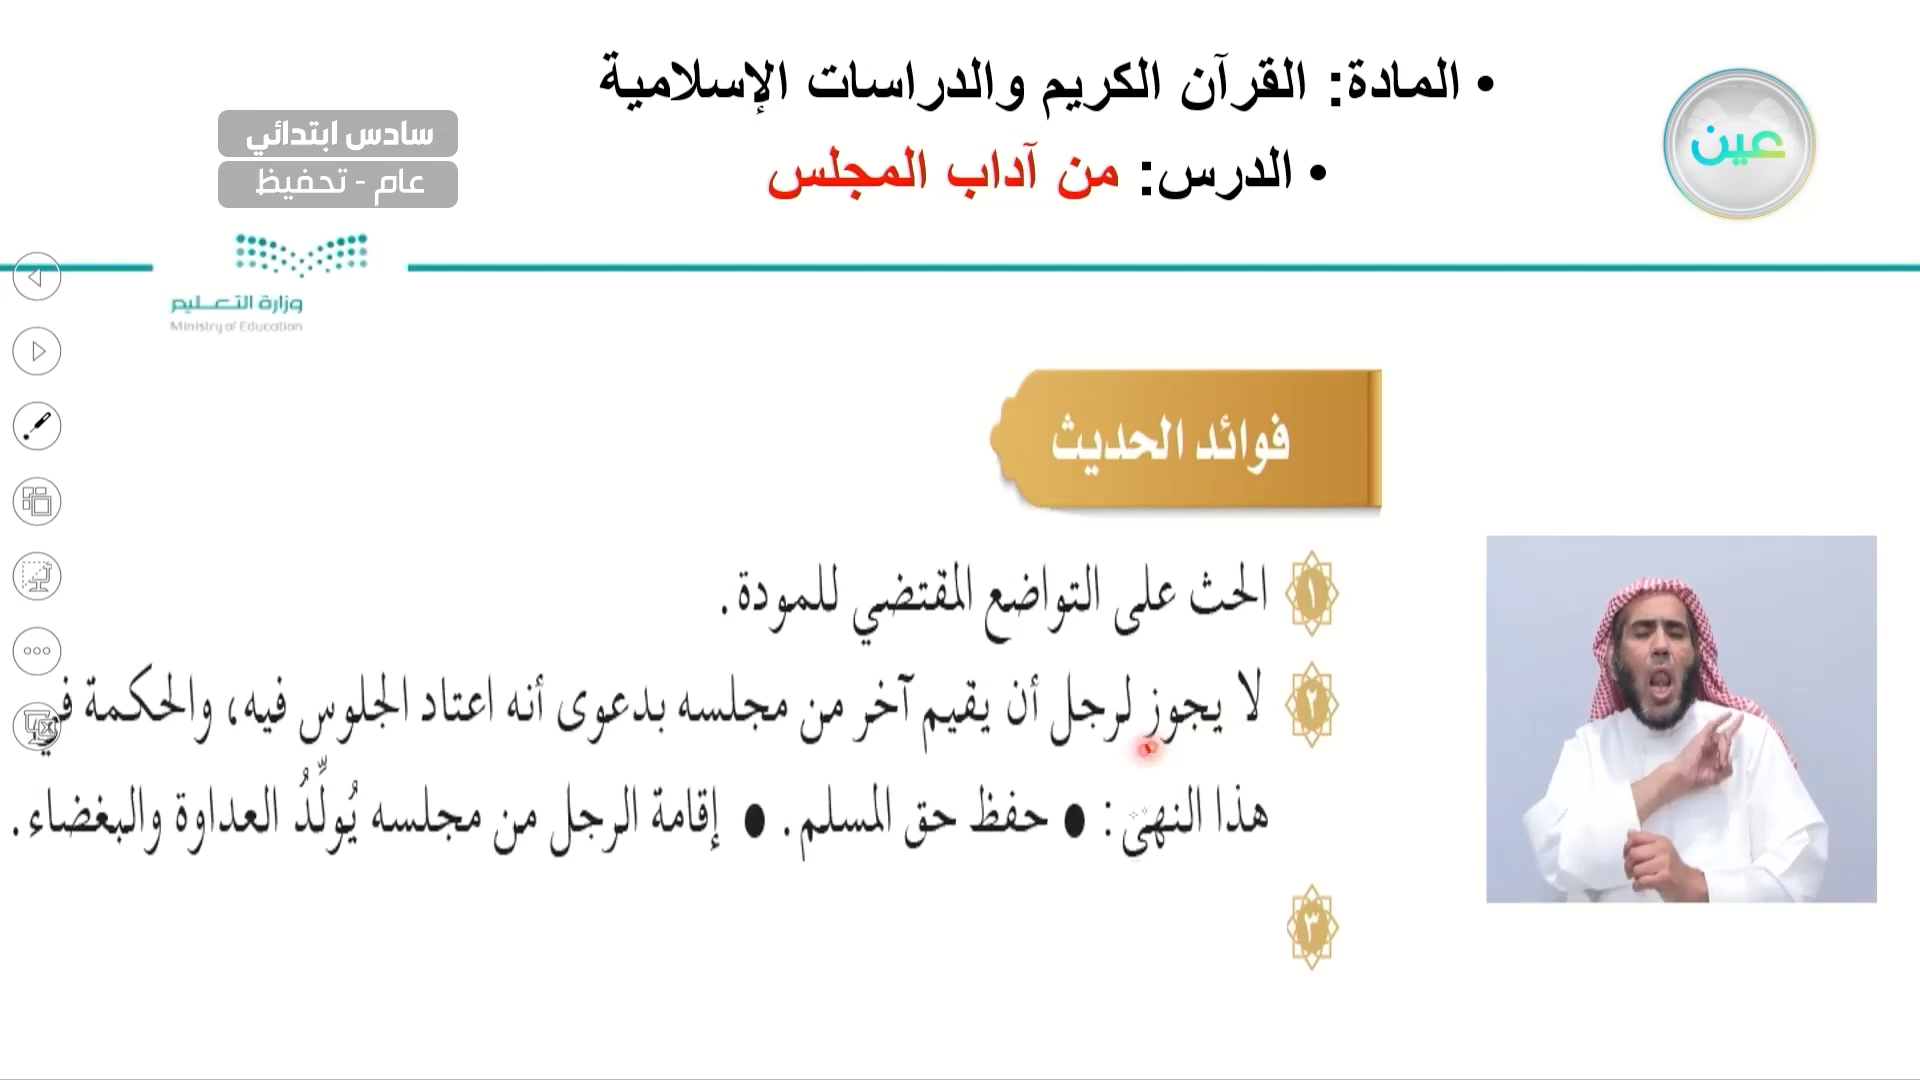 • المادة: القرآن الكريم والدراسات الإسلامية
• الدرس: من آداب المجلس
سادس ابتدائي
عام - تحفيظ
عين
وزارة التعليم
Ministry of Education
فوائد الحديث
١ الحث على التواضع المقتضي للمودة.
٢ لا يجوز لرجل أن يقيم آخر من مجلسه بدعوى أنه اعتاد الجلوس فيه، والحكمة في
هذا النهي: ● حفظ حق المسلم. ● إقامة الرجل من مجلسه يُولِّدُ العداوة والبغضاء.
٣